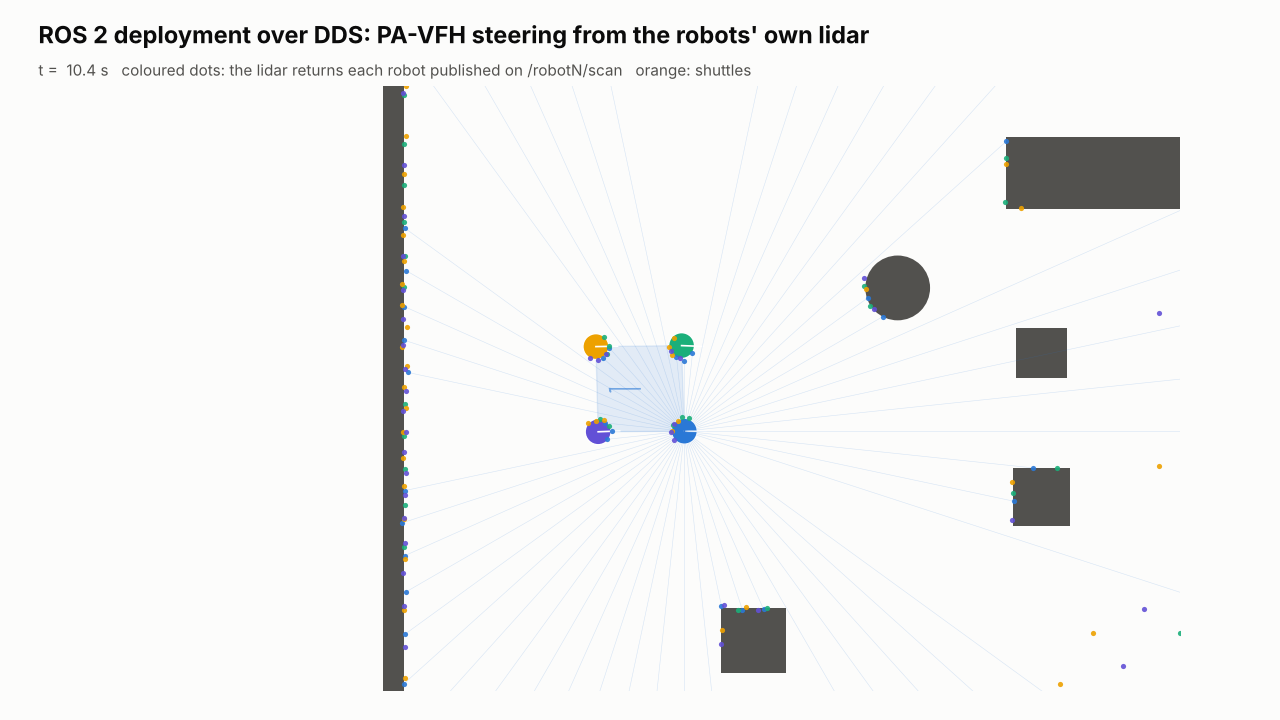 ROS 2 deployment over DDS: PA-VFH steering from the robots' own lidar
t =  10.4 s   coloured dots: the lidar returns each robot published on /robotN/scan   orange: shuttles